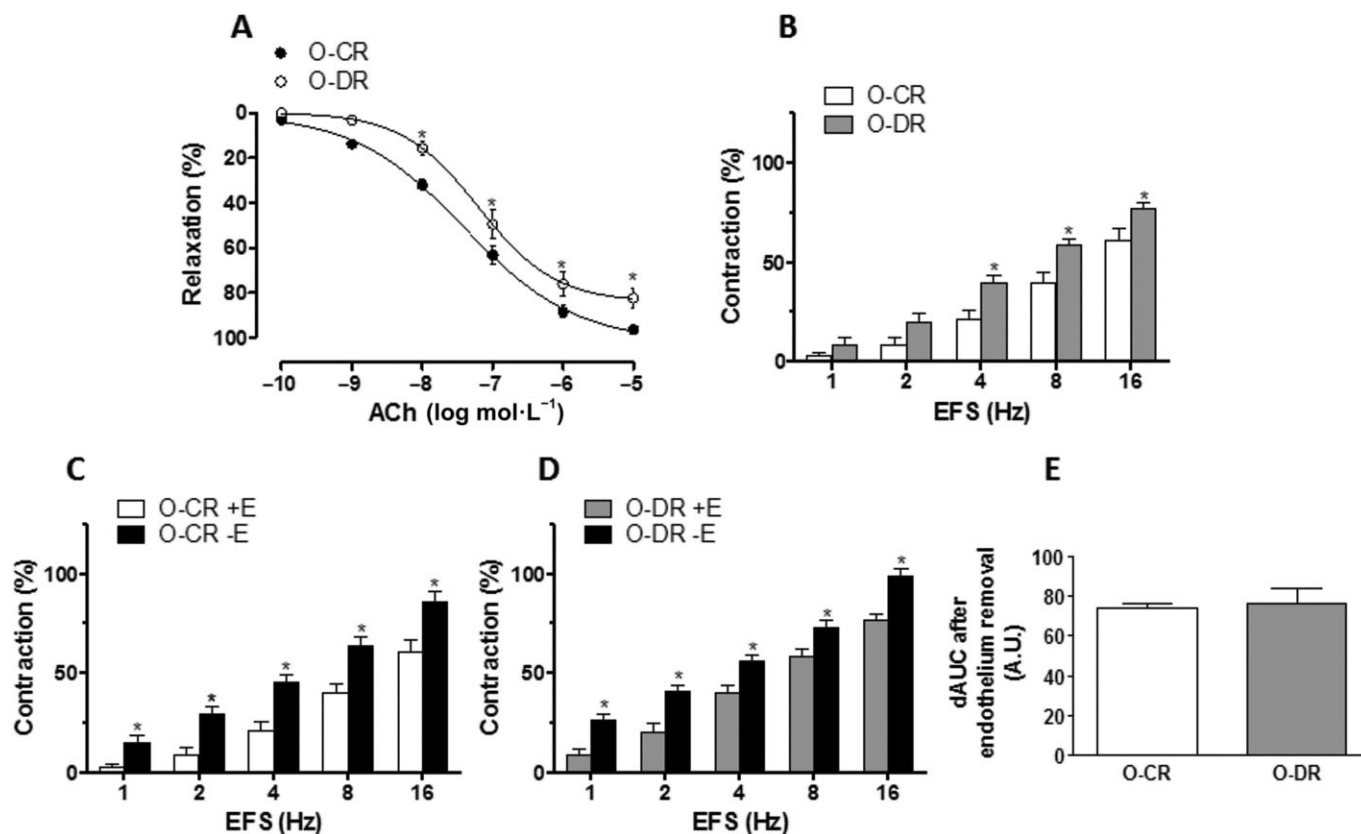 A
O-CR
O-DR
0
20
40
60
80
100
Relaxation (%)
*
*
*
*
−10
−9
−8
−7
−6
−5
ACh (log mol·L⁻¹)
B
O-CR
O-DR
100
50
0
Contraction (%)
*
*
*
1
2
4
8
16
EFS (Hz)
C
O-CR +E
O-CR -E
100
50
0
Contraction (%)
*
*
*
*
*
1
2
4
8
16
EFS (Hz)
D
O-DR +E
O-DR -E
100
50
0
Contraction (%)
*
*
*
*
*
1
2
4
8
16
EFS (Hz)
E
100
80
60
40
20
0
dAUC after
endothelium removal
(A.U.)
O-CR
O-DR